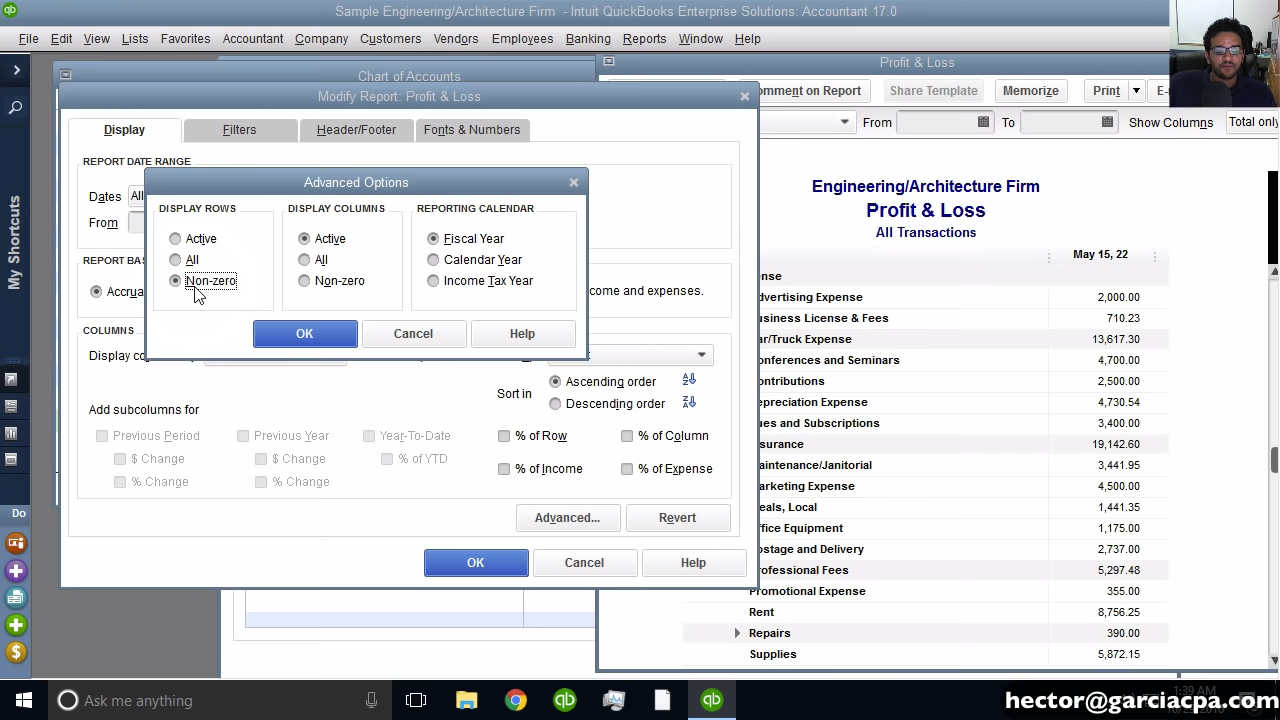 Sample Engineering/Architecture Firm - Intuit QuickBooks Enterprise Solutions: Accountant 17.0
File Edit View Lists Favorites Accountant Company Customers Vendors Employees Banking Reports Window Help
Chart of Accounts
Profit & Loss
Modify Report: Profit & Loss
omment on Report Share Template Memorize Print E-
Display Filters Header/Footer Fonts & Numbers
From To Show Columns Total only
REPORT DATE RANGE
Dates All
From
Advanced Options
DISPLAY ROWS DISPLAY COLUMNS REPORTING CALENDAR
Active Active Fiscal Year
All All Calendar Year
Non-zero Non-zero Income Tax Year
OK Cancel Help
REPORT BAS
Accrua ncome and expenses.
COLUMNS
Display co
Sort in
Ascending order
Descending order
Add subcolumns for
Previous Period Previous Year Year-To-Date % of Row % of Column
$ Change $ Change % of YTD % of Income % of Expense
% Change % Change
Advanced... Revert
OK Cancel Help
Engineering/Architecture Firm
Profit & Loss
All Transactions
May 15, 22
ense
dvertising Expense 2,000.00
usiness License & Fees 710.23
ar/Truck Expense 13,617.30
onferences and Seminars 4,700.00
ontributions 2,500.00
epreciation Expense 4,730.54
ues and Subscriptions 3,400.00
surance 19,142.60
aintenance/Janitorial 3,441.95
arketing Expense 4,500.00
eals, Local 1,441.35
ffice Equipment 1,175.00
ostage and Delivery 2,737.00
rofessional Fees 5,297.48
Promotional Expense 355.00
Rent 8,756.25
Repairs 390.00
Supplies 5,872.15
My Shortcuts
Do
Ask me anything
1:39 AM
hector@garciacpa.com